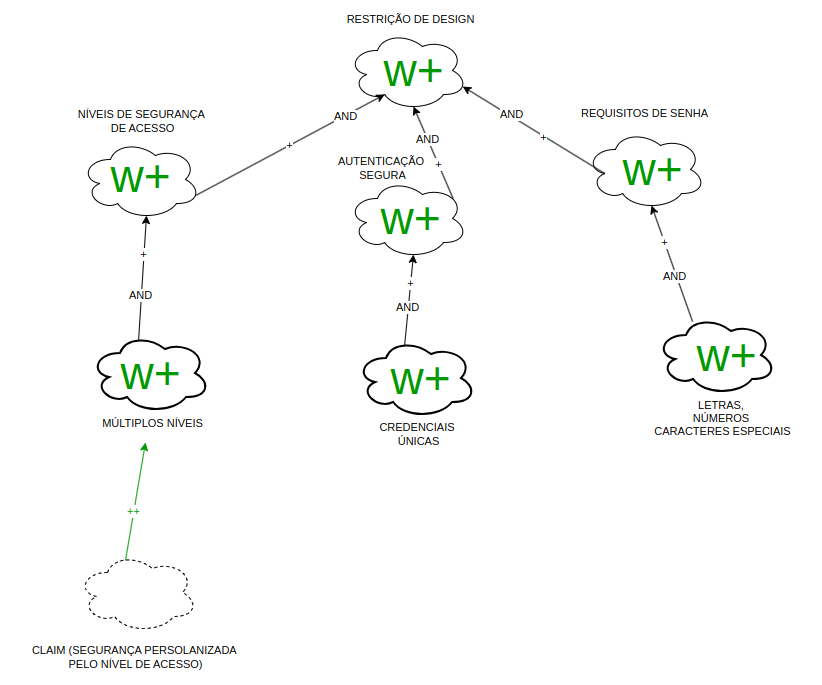 RESTRIÇÃO DE DESIGN
W+
NÍVEIS DE SEGURANÇA
DE ACESSO
AND
AND
AND
REQUISITOS DE SENHA
+
+
+
AUTENTICAÇÃO
SEGURA
W+
W+
W+
+
+
+
AND
AND
AND
W+
W+
W+
MÚLTIPLOS NÍVEIS
CREDENCIAIS
ÚNICAS
LETRAS,
NÚMEROS
CARACTERES ESPECIAIS
++
CLAIM (SEGURANÇA PERSOLANIZADA
PELO NÍVEL DE ACESSO)